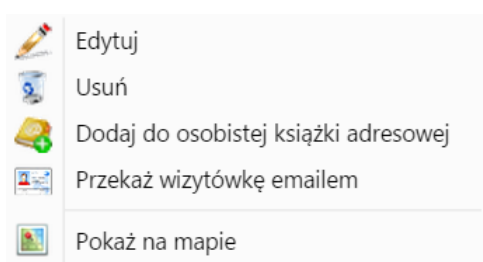 Edytuj
Usuń
Dodaj do osobistej książki adresowej
Przekaż wizytówkę emailem
Pokaż na mapie